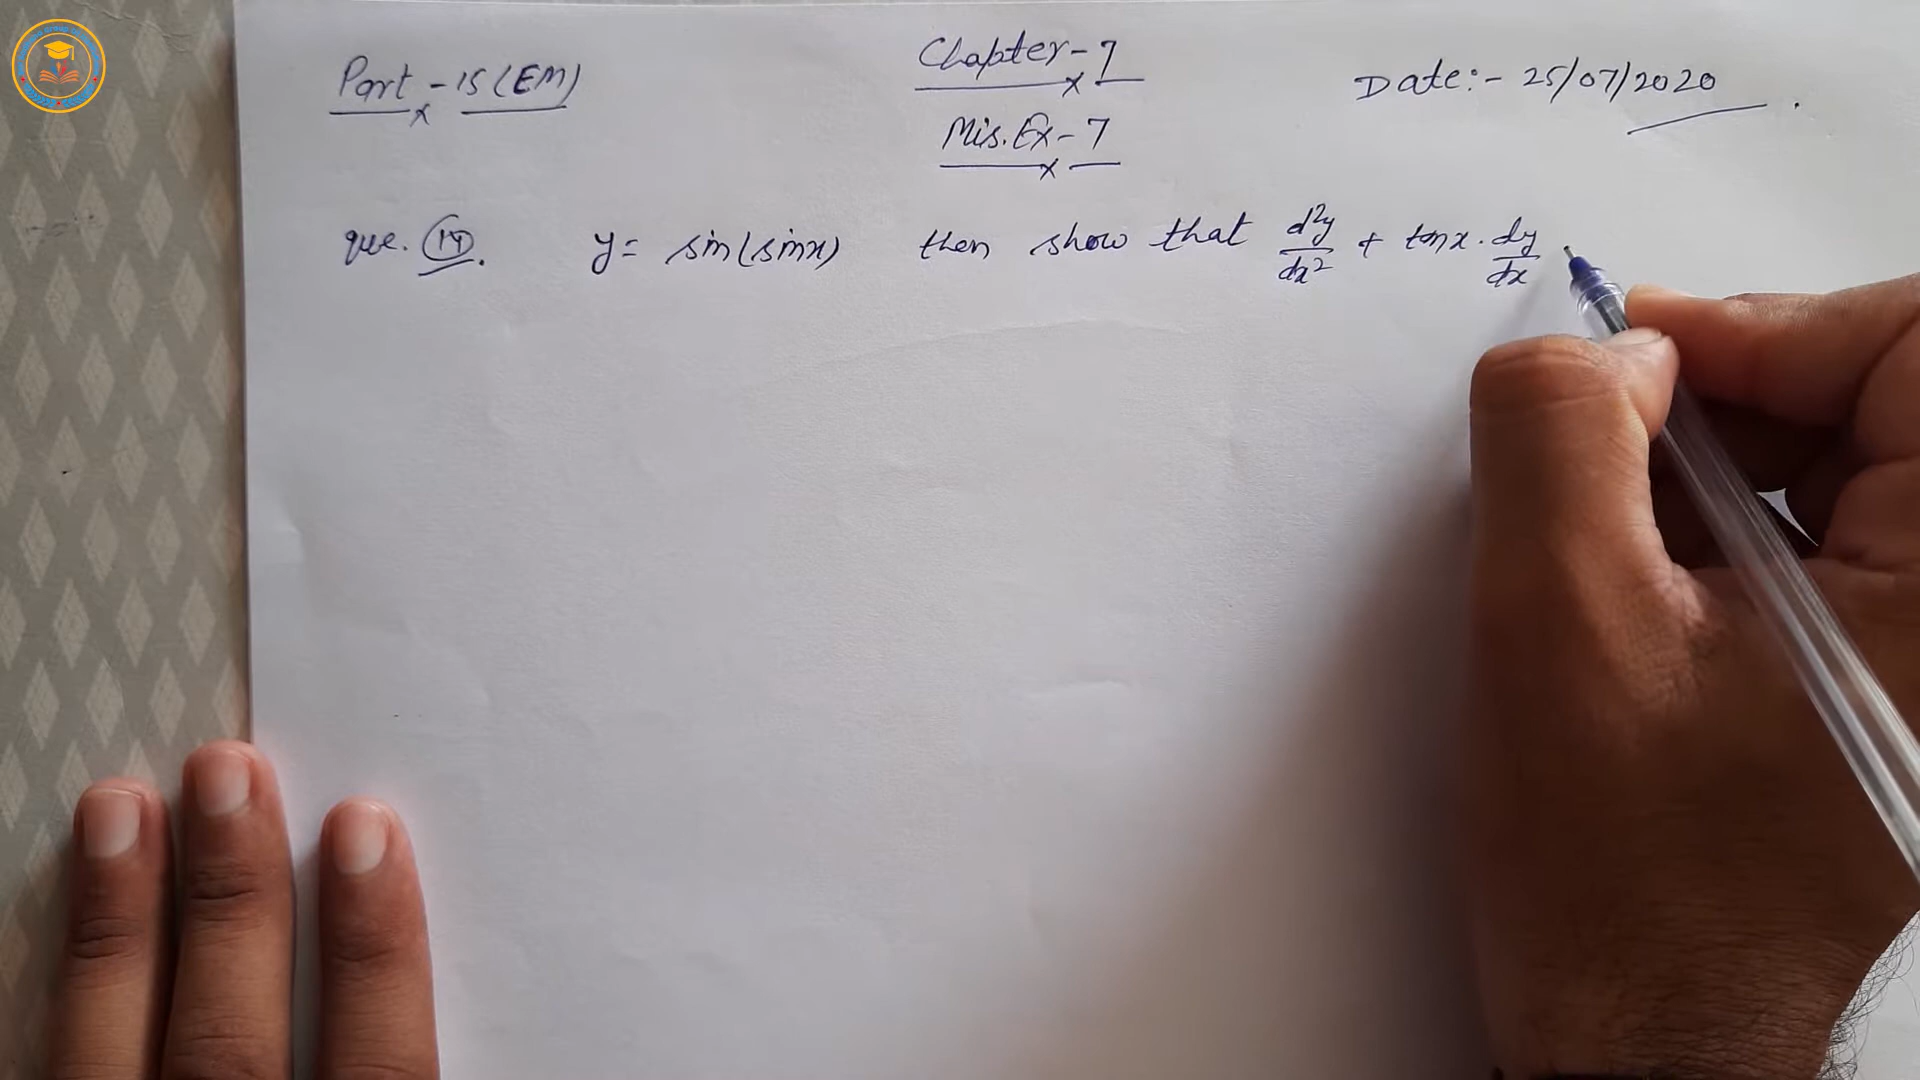 Part - 15 (EM)
Chapter - 7
Date:- 25/07/2020
Mis. Ex - 7
que. 14. y = sin(sinx) then show that d²y/dx² + tanx . dy/dx